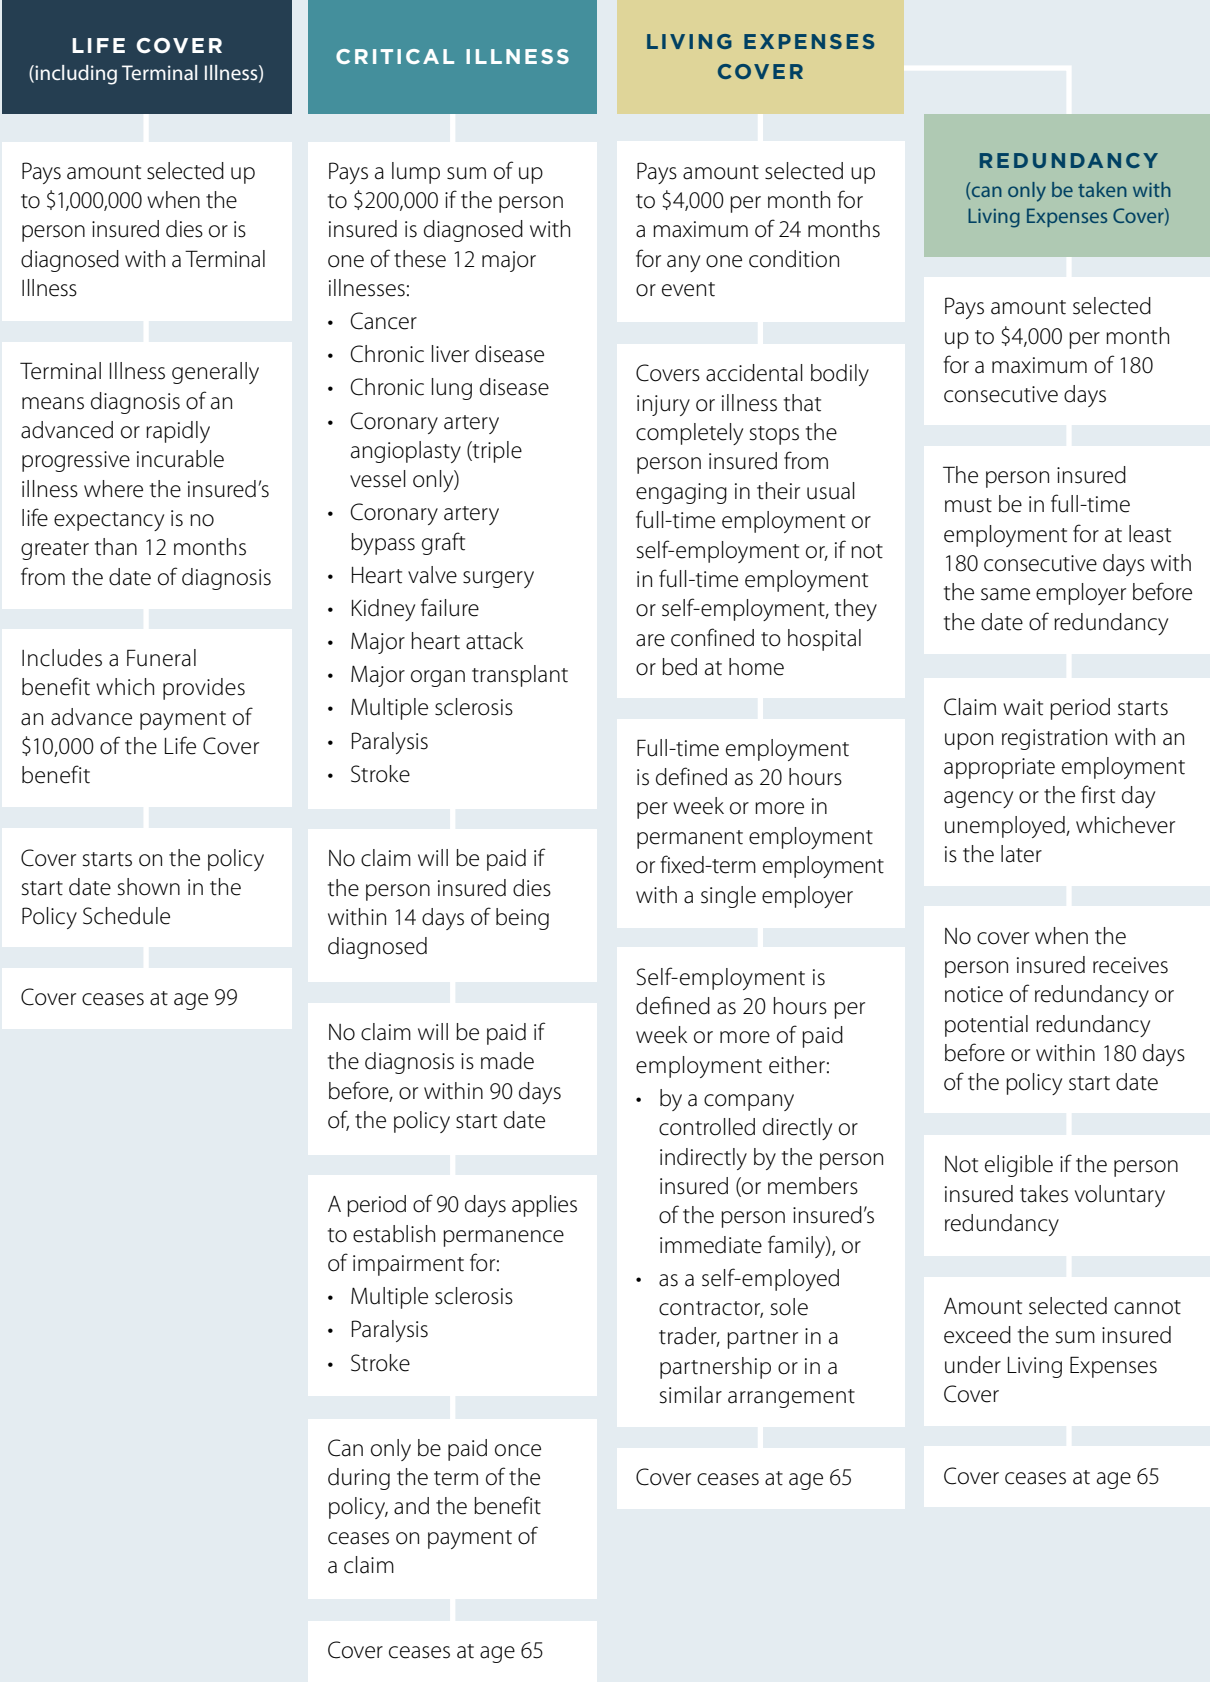 LIFE COVER
(including Terminal Illness)
Pays amount selected up
to $1,000,000 when the
person insured dies or is
diagnosed with a Terminal
Illness
Terminal Illness generally
means diagnosis of an
advanced or rapidly
progressive incurable
illness where the insured's
life expectancy is no
greater than 12 months
from the date of diagnosis
Includes a Funeral
benefit which provides
an advance payment of
$10,000 of the Life Cover
benefit
Cover starts on the policy
start date shown in the
Policy Schedule
Cover ceases at age 99
CRITICAL ILLNESS
Pays a lump sum of up
to $200,000 if the person
insured is diagnosed with
one of these 12 major
illnesses:
• Cancer
• Chronic liver disease
• Chronic lung disease
• Coronary artery
angioplasty (triple
vessel only)
• Coronary artery
bypass graft
• Heart valve surgery
• Kidney failure
• Major heart attack
• Major organ transplant
• Multiple sclerosis
• Paralysis
• Stroke
No claim will be paid if
the person insured dies
within 14 days of being
diagnosed
No claim will be paid if
the diagnosis is made
before, or within 90 days
of, the policy start date
A period of 90 days applies
to establish permanence
of impairment for:
• Multiple sclerosis
• Paralysis
• Stroke
Can only be paid once
during the term of the
policy, and the benefit
ceases on payment of
a claim
Cover ceases at age 65
LIVING EXPENSES
COVER
Pays amount selected up
to $4,000 per month for
a maximum of 24 months
for any one condition
or event
Covers accidental bodily
injury or illness that
completely stops the
person insured from
engaging in their usual
full-time employment or
self-employment or, if not
in full-time employment
or self-employment, they
are confined to hospital
or bed at home
Full-time employment
is defined as 20 hours
per week or more in
permanent employment
or fixed-term employment
with a single employer
Self-employment is
defined as 20 hours per
week or more of paid
employment either:
• by a company
controlled directly or
indirectly by the person
insured (or members
of the person insured's
immediate family), or
• as a self-employed
contractor, sole
trader, partner in a
partnership or in a
similar arrangement
Cover ceases at age 65
REDUNDANCY
(can only be taken with
Living Expenses Cover)
Pays amount selected
up to $4,000 per month
for a maximum of 180
consecutive days
The person insured
must be in full-time
employment for at least
180 consecutive days with
the same employer before
the date of redundancy
Claim wait period starts
upon registration with an
appropriate employment
agency or the first day
unemployed, whichever
is the later
No cover when the
person insured receives
notice of redundancy or
potential redundancy
before or within 180 days
of the policy start date
Not eligible if the person
insured takes voluntary
redundancy
Amount selected cannot
exceed the sum insured
under Living Expenses
Cover
Cover ceases at age 65